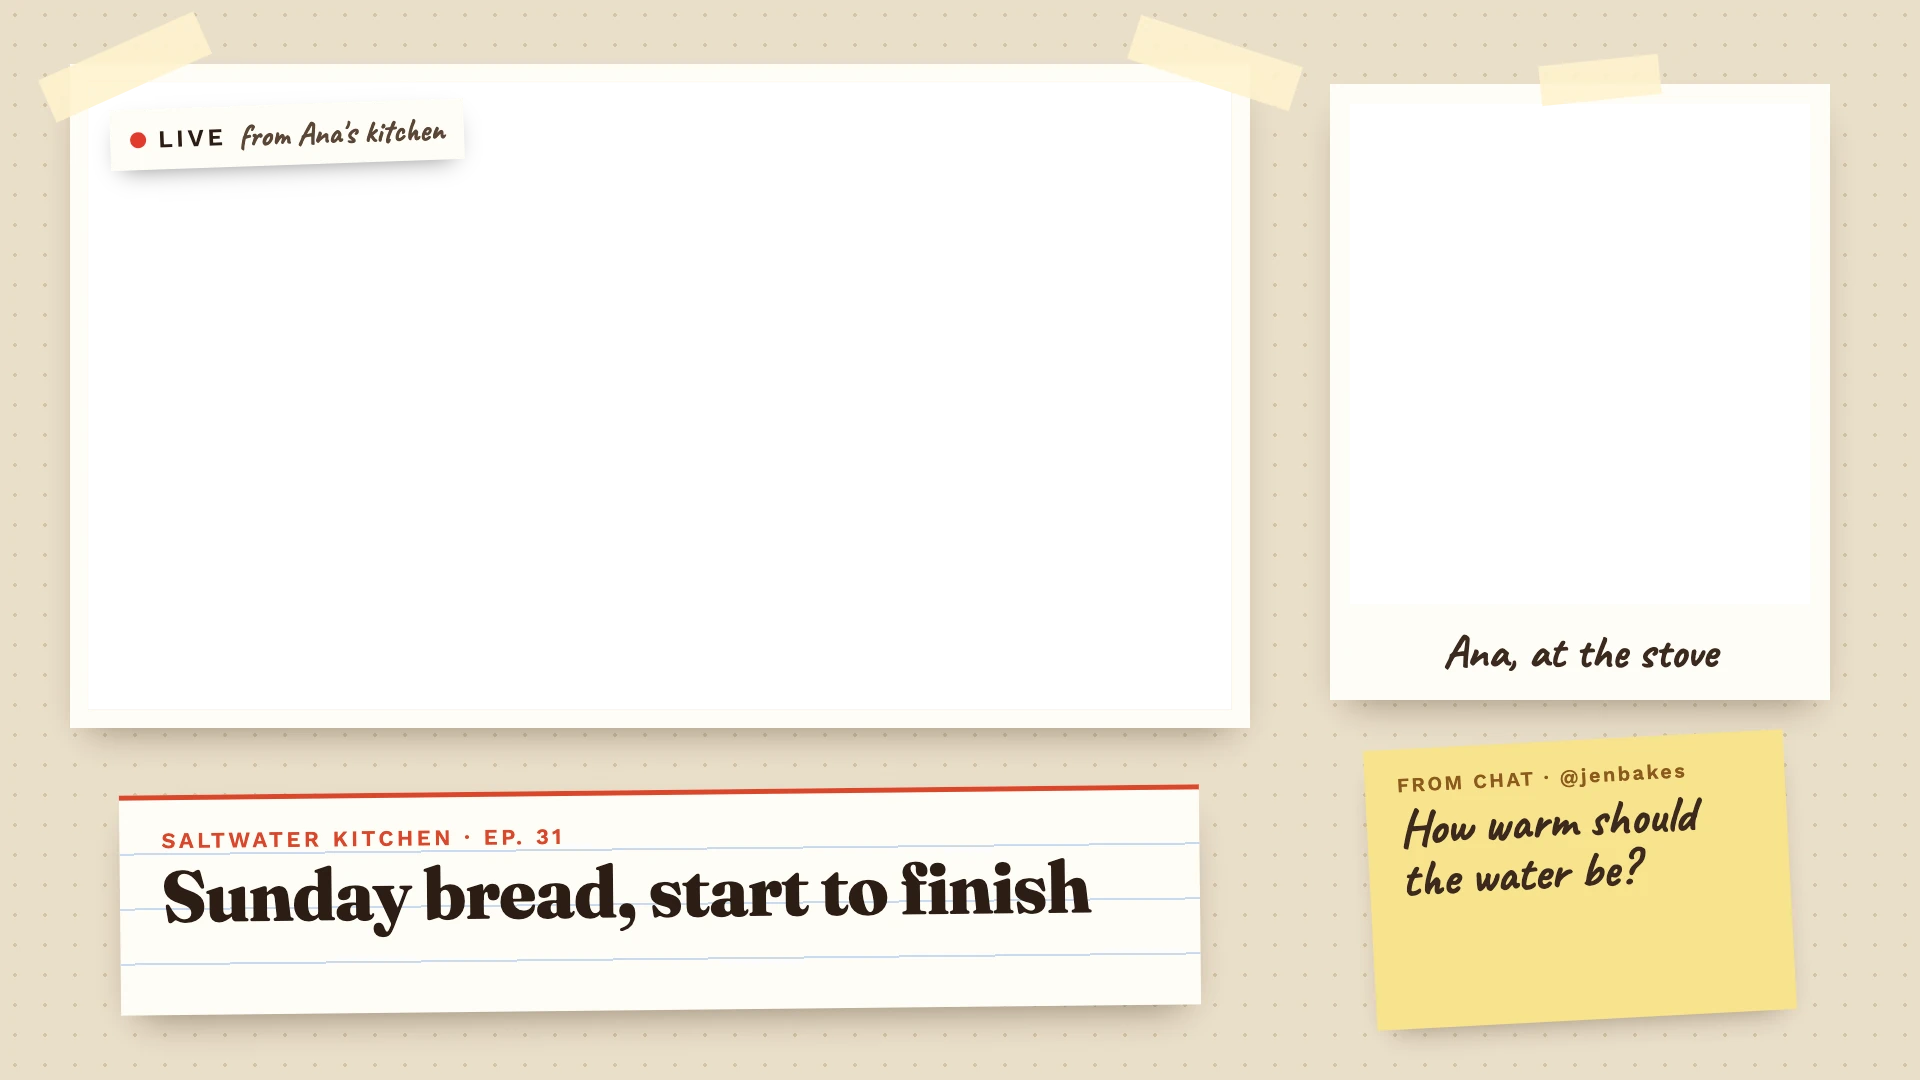 LIVE from Ana's kitchen
Ana, at the stove
SALTWATER KITCHEN · EP. 31
Sunday bread, start to finish
FROM CHAT · @jenbakes
How warm should
the water be?